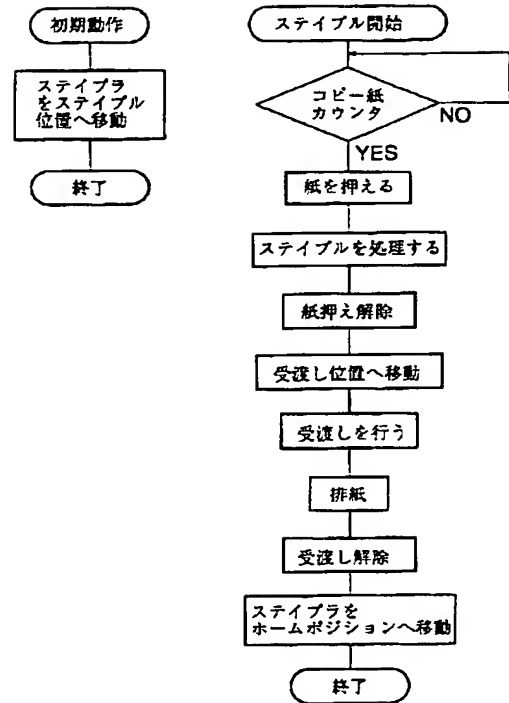 初期動作
ステイプラ
をステイプル
位置へ移動
終了
ステイプル開始
コピー紙
カウンタ
NO
YES
紙を押える
ステイプルを処理する
紙押え解除
受渡し位置へ移動
受渡しを行う
排紙
受渡し解除
ステイプラを
ホームポジションへ移動
終了